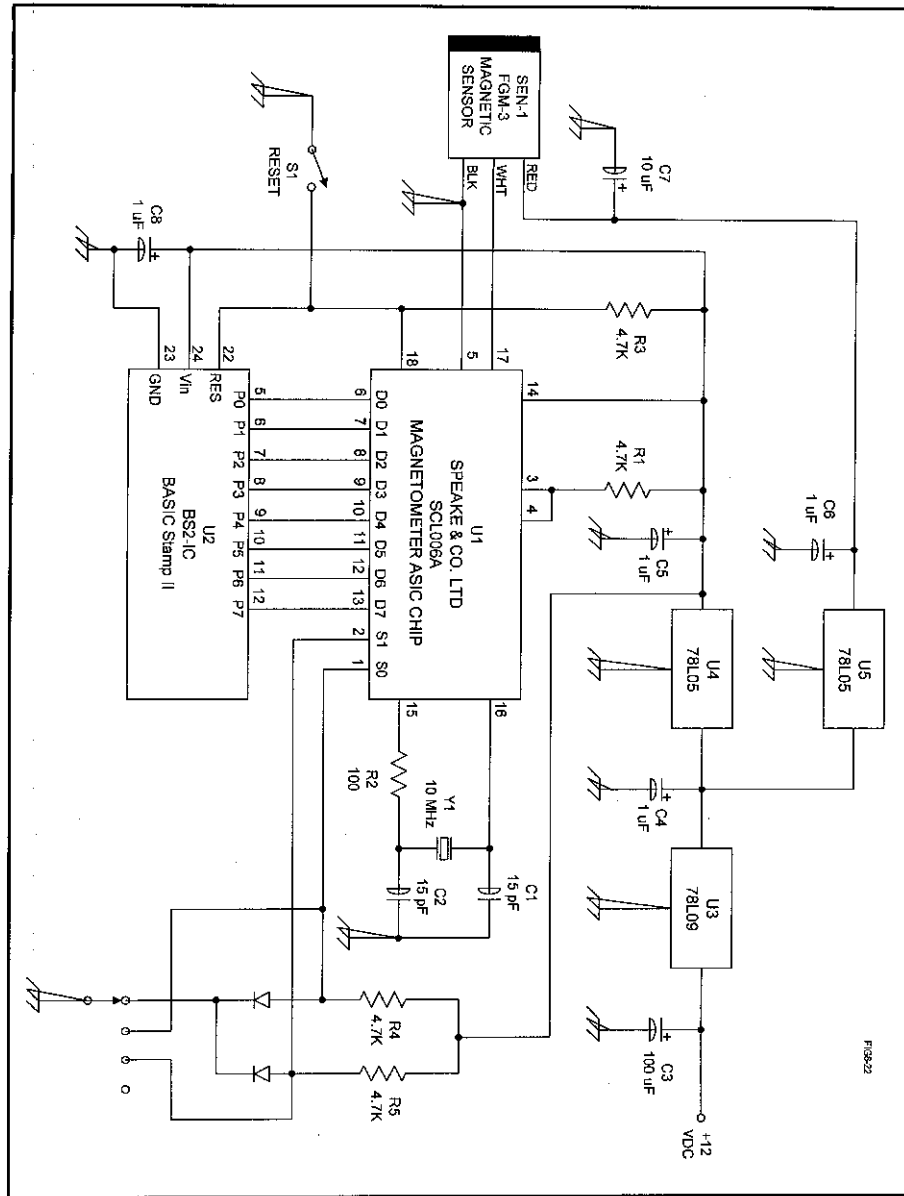 SEN-1
FGM-3
MAGNETIC
SENSOR
BLK
WHT
RED
C7
10 uF
+
S1
RESET
C8
1 uF
+
R3
4.7K
C6
1 uF
+
23
24
22
GND
Vin
RES
U2
BS2-IC
BASIC Stamp II
P0
P1
P2
P3
P4
P5
P6
P7
5
6
7
8
9
10
11
12
18
5
17
14
3
4
6
7
8
9
10
11
12
13
2
1
D0
D1
D2
D3
D4
D5
D6
D7
S1
S0
U1
SPEAKE & CO. LTD
SCL006A
MAGNETOMETER ASIC CHIP
15
16
R1
4.7K
C5
1 uF
+
U4
78L05
U5
78L05
C4
1 uF
+
U3
78L09
C3
100 uF
+
+12
VDC
R2
100
Y1
10 MHz
C2
15 pF
C1
15 pF
R4
4.7K
R5
4.7K
FIG8-22